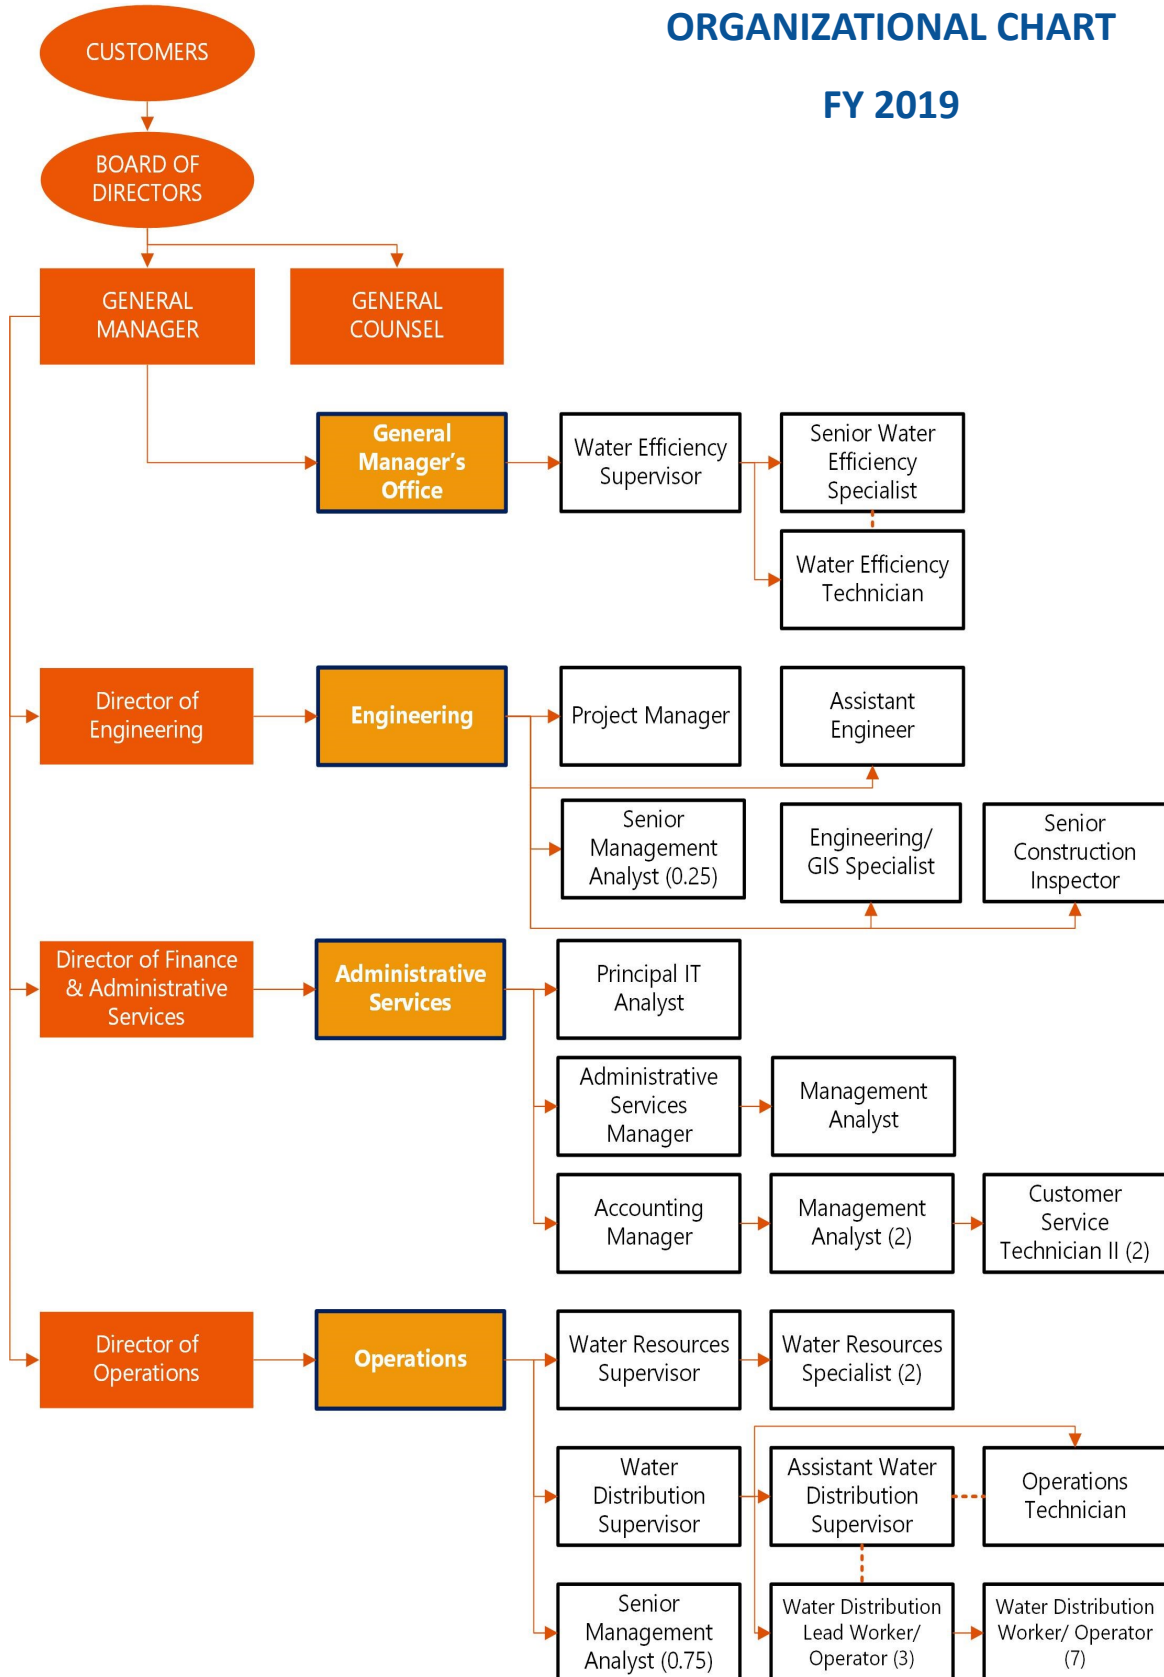 ORGANIZATIONAL CHART
FY 2019
CUSTOMERS
BOARD OF
DIRECTORS
GENERAL
MANAGER
GENERAL
COUNSEL
General
Manager’s
Office
Water Efficiency
Supervisor
Senior Water
Efficiency
Specialist
Water Efficiency
Technician
Director of
Engineering
Engineering
Project Manager
Assistant
Engineer
Senior
Management
Analyst (0.25)
Engineering/
GIS Specialist
Senior
Construction
Inspector
Director of Finance
& Administrative
Services
Administrative
Services
Principal IT
Analyst
Administrative
Services
Manager
Management
Analyst
Accounting
Manager
Management
Analyst (2)
Customer
Service
Technician II (2)
Director of
Operations
Operations
Water Resources
Supervisor
Water Resources
Specialist (2)
Water
Distribution
Supervisor
Assistant Water
Distribution
Supervisor
Operations
Technician
Senior
Management
Analyst (0.75)
Water Distribution
Lead Worker/
Operator (3)
Water Distribution
Worker/ Operator
(7)